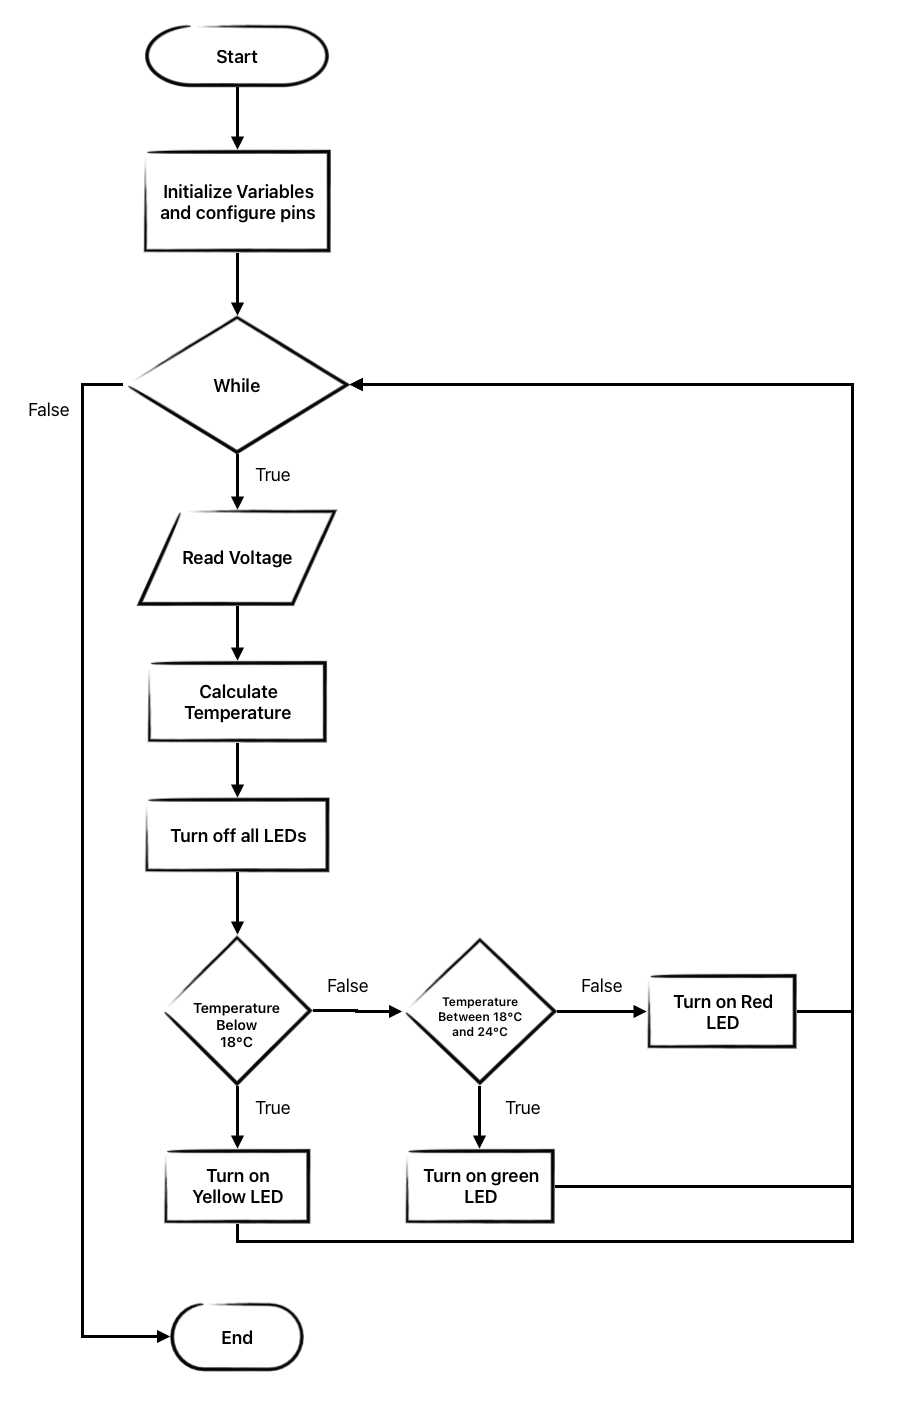 Start
Initialize Variables
and configure pins
While
False
True
Read Voltage
Calculate
Temperature
Turn off all LEDs
Temperature
Below
18°C
False
Temperature
Between 18°C
and 24°C
False
Turn on Red
LED
True
True
Turn on
Yellow LED
Turn on green
LED
End